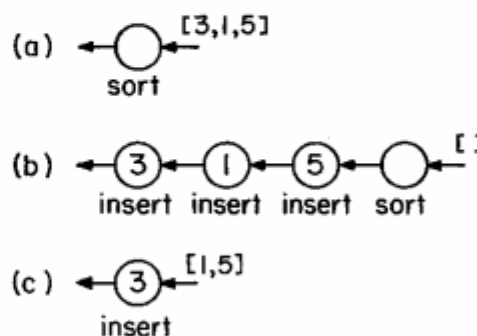 (a) [3,1,5]
sort
(b) 3 1 5 [ ]
insert insert insert sort
(c) 3 [1,5]
insert